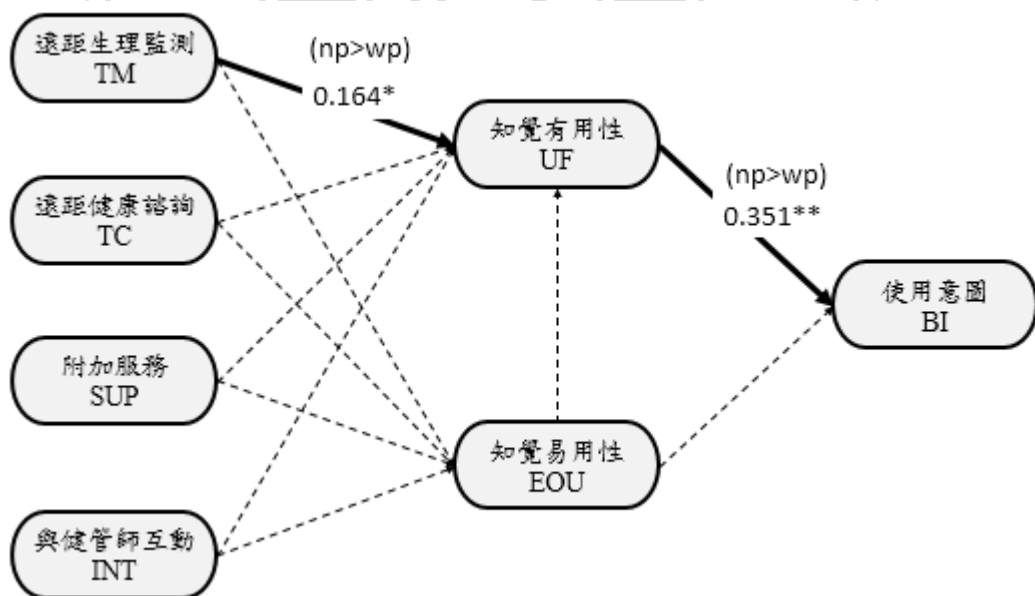 遠距生理監測
TM
(np>wp)
0.164*
知覺有用性
UF
(np>wp)
0.351**
遠距健康諮詢
TC
使用意圖
BI
附加服務
SUP
知覺易用性
EOU
與健管師互動
INT